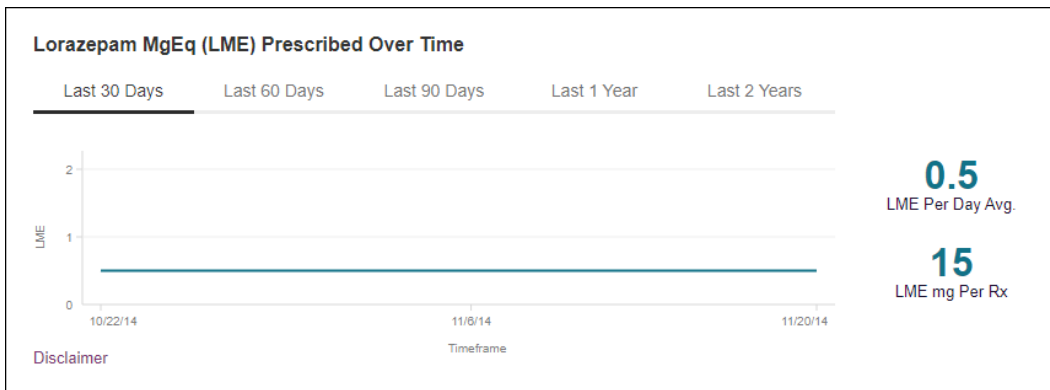 Lorazepam MgEq (LME) Prescribed Over Time
Last 30 Days Last 60 Days Last 90 Days Last 1 Year Last 2 Years
2
1
0
LME
10/22/14 11/6/14 11/20/14
Timeframe
Disclaimer
0.5
LME Per Day Avg.
15
LME mg Per Rx